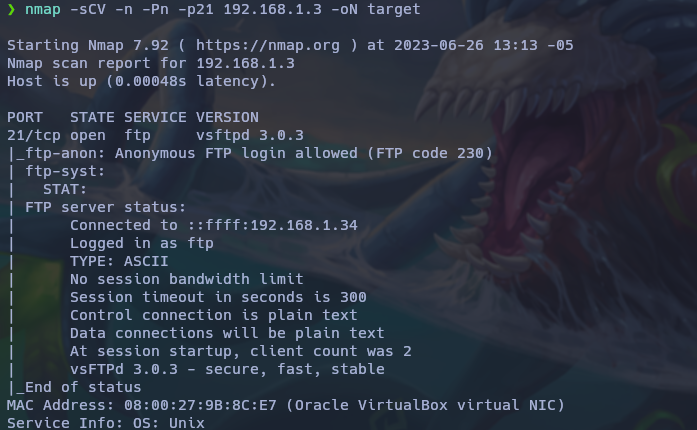 ❯ nmap -sCV -n -Pn -p21 192.168.1.3 -oN target
Starting Nmap 7.92 ( https://nmap.org ) at 2023-06-26 13:13 -05
Nmap scan report for 192.168.1.3
Host is up (0.00048s latency).
PORT   STATE SERVICE VERSION
21/tcp open  ftp     vsftpd 3.0.3
|_ftp-anon: Anonymous FTP login allowed (FTP code 230)
| ftp-syst:
|   STAT:
| FTP server status:
|      Connected to ::ffff:192.168.1.34
|      Logged in as ftp
|      TYPE: ASCII
|      No session bandwidth limit
|      Session timeout in seconds is 300
|      Control connection is plain text
|      Data connections will be plain text
|      At session startup, client count was 2
|      vsFTPd 3.0.3 - secure, fast, stable
|_End of status
MAC Address: 08:00:27:9B:8C:E7 (Oracle VirtualBox virtual NIC)
Service Info: OS: Unix